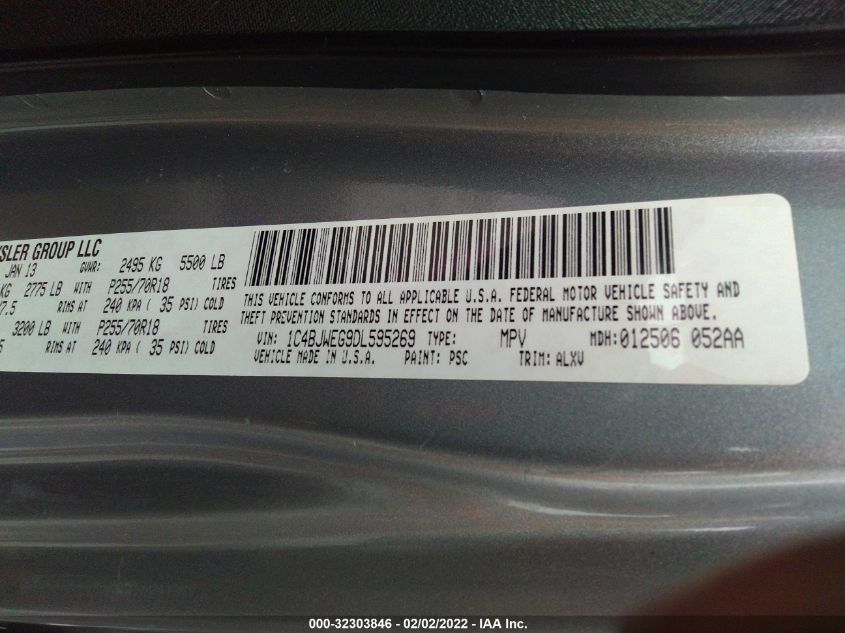 SLER GROUP LLC
JAN 13 GVWR: 2495 KG 5500 LB
KG 2775 LB WITH P255/70R18 TIRES
7.5 RIMS AT 240 KPA ( 35 PSI) COLD
3200 LB WITH P255/70R18 TIRES
5 RIMS AT 240 KPA ( 35 PSI) COLD
THIS VEHICLE CONFORMS TO ALL APPLICABLE U.S.A. FEDERAL MOTOR VEHICLE SAFETY AND
THEFT PREVENTION STANDARDS IN EFFECT ON THE DATE OF MANUFACTURE SHOWN ABOVE.
VIN: 1C4BJWEG9DL595269 TYPE: MPV MDH:012506 052AA
VEHICLE MADE IN U.S.A. PAINT: PSC TRIM: ALXV
000-32303846 - 02/02/2022 - IAA Inc.